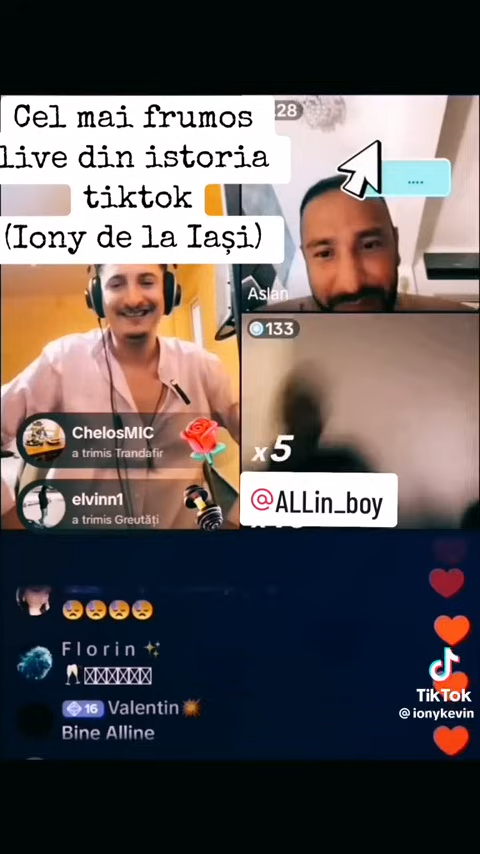 Cel mai frumos
live din istoria
tiktok
(Iony de la Iași)
.28
....
Aslan
133
ChelosMIC
a trimis Trandafir
x5
elvinn1
a trimis Greutăți
@ALLin_boy
Florin
16 Valentin
Bine Alline
TikTok
@ionykevin